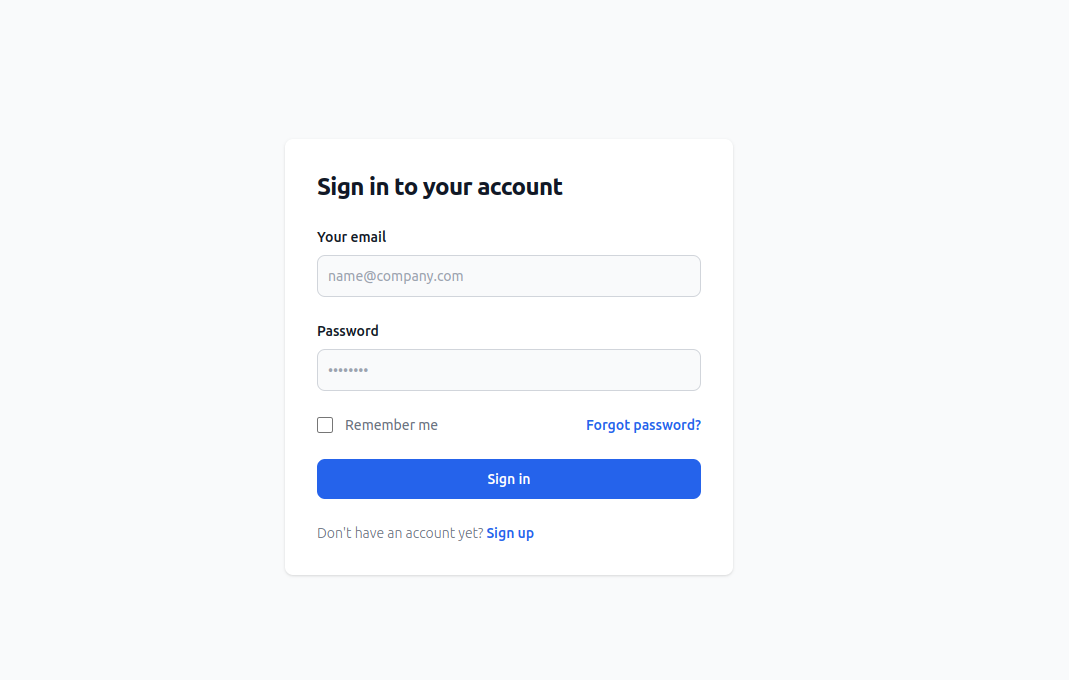 Sign in to your account
Your email
name@company.com
Password
••••••••
Remember me
Forgot password?
Sign in
Don't have an account yet? Sign up